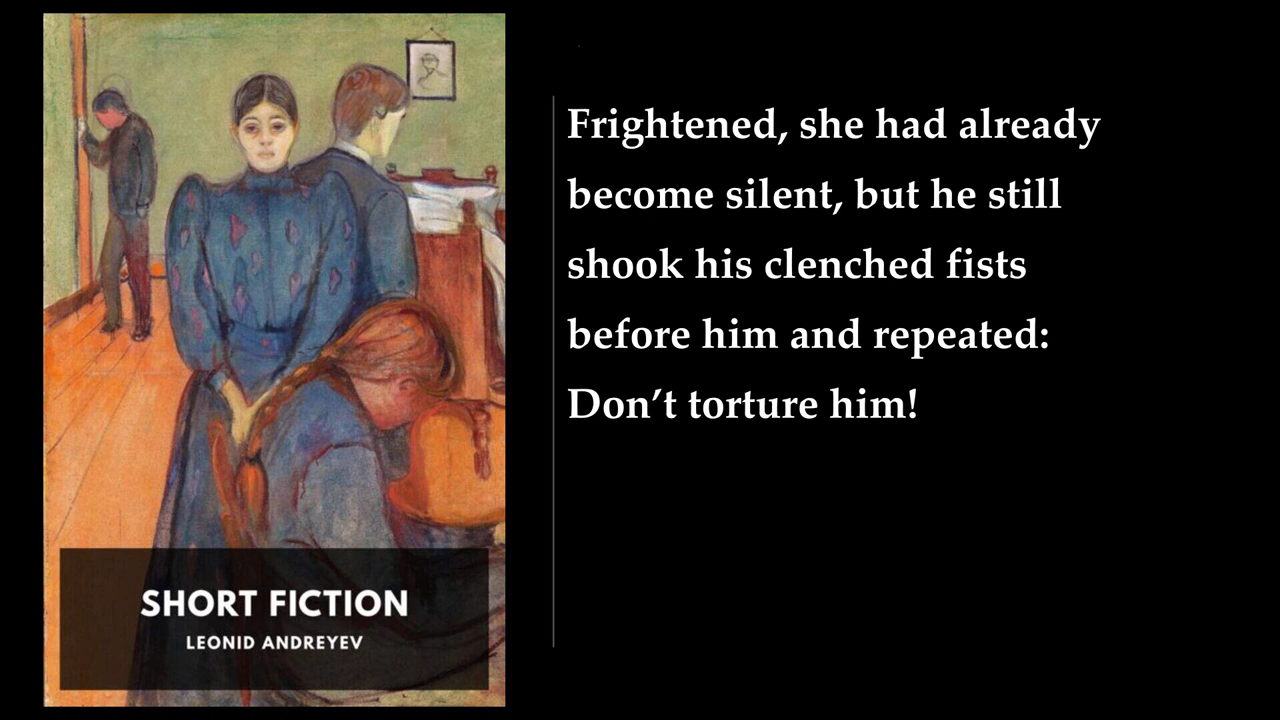 SHORT FICTION
LEONID ANDREYEV
Frightened, she had already
become silent, but he still
shook his clenched fists
before him and repeated:
Don’t torture him!